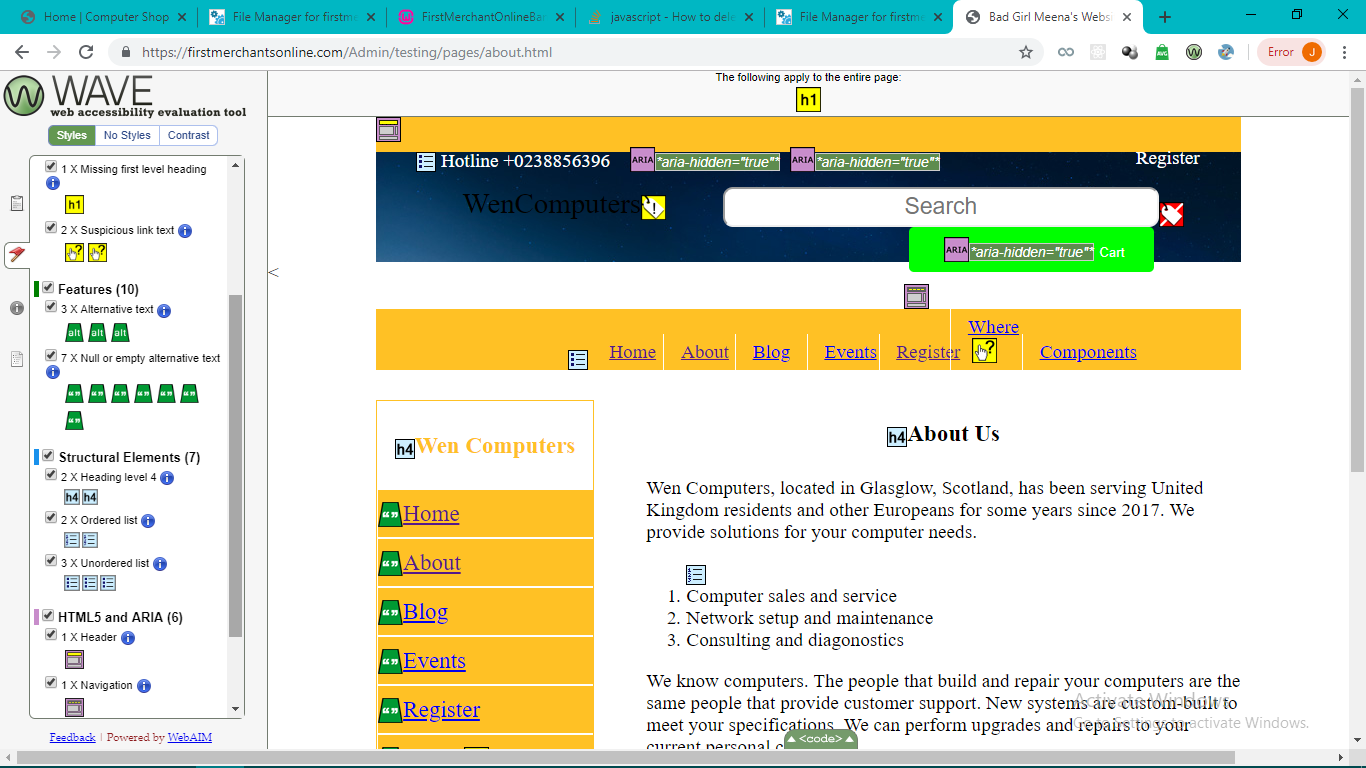 Home | Computer Shop
File Manager for firstme
FirstMerchantOnlineBa
javascript - How to dele
File Manager for firstme
Bad Girl Meena's Websi
https://firstmerchantsonline.com/Admin/testing/pages/about.html
Error J
WAVE
web accessibility evaluation tool
Styles No Styles Contrast
1 X Missing first level heading
h1
2 X Suspicious link text
Features (10)
3 X Alternative text
alt alt alt
7 X Null or empty alternative text
Structural Elements (7)
2 X Heading level 4
h4 h4
2 X Ordered list
3 X Unordered list
HTML5 and ARIA (6)
1 X Header
1 X Navigation
Feedback | Powered by WebAIM
The following apply to the entire page:
h1
Hotline +0238856396 ARIA *aria-hidden="true"* ARIA *aria-hidden="true"* Register
WenComputers Search
ARIA *aria-hidden="true"* Cart
<
Home About Blog Events Register Where Components
h4 Wen Computers
Home
About
Blog
Events
Register
h4 About Us
Wen Computers, located in Glasglow, Scotland, has been serving United
Kingdom residents and other Europeans for some years since 2017. We
provide solutions for your computer needs.
1. Computer sales and service
2. Network setup and maintenance
3. Consulting and diagonostics
We know computers. The people that build and repair your computers are the
same people that provide customer support. New systems are custom-built to
meet your specifications. We can perform upgrades and repairs to your
current personal
Activate Windows
Go to Settings to activate Windows.
<code>